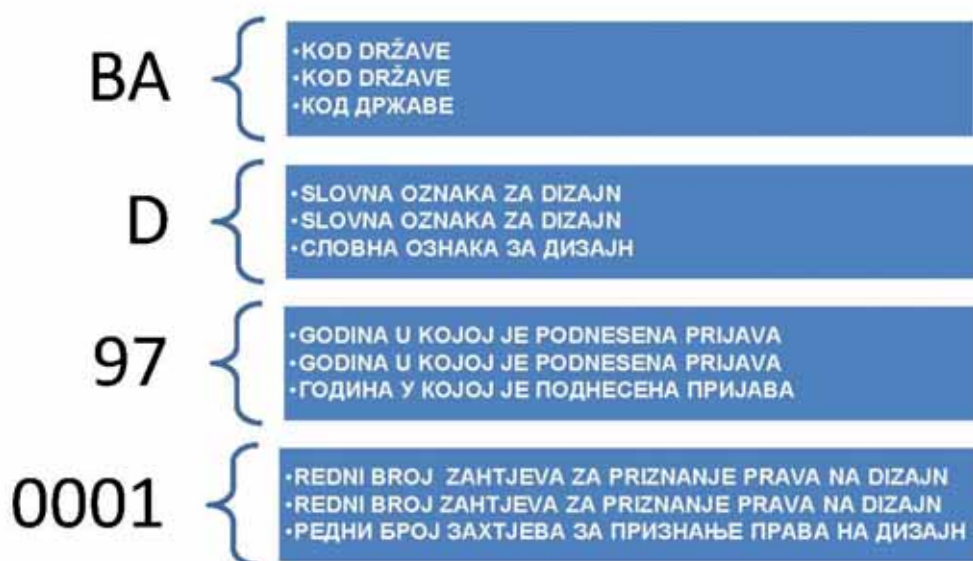 BA
•KOD DRŽAVE
•KOD DRŽAVE
•КОД ДРЖАВЕ
D
•SLOVNA OZNAKA ZA DIZAJN
•SLOVNA OZNAKA ZA DIZAJN
•СЛОВНА ОЗНАКА ЗА ДИЗАЈН
97
•GODINA U KOJOJ JE PODNESENA PRIJAVA
•GODINA U KOJOJ JE PODNESENA PRIJAVA
•ГОДИНА У КОЈОЈ ЈЕ ПОДНЕСЕНА ПРИЈАВА
0001
•REDNI BROJ ZAHTJEVA ZA PRIZNANJE PRAVA NA DIZAJN
•REDNI BROJ ZAHTJEVA ZA PRIZNANJE PRAVA NA DIZAJN
•РЕДНИ БРОЈ ЗАХТЈЕВА ЗА ПРИЗНАЊЕ ПРАВА НА ДИЗАЈН